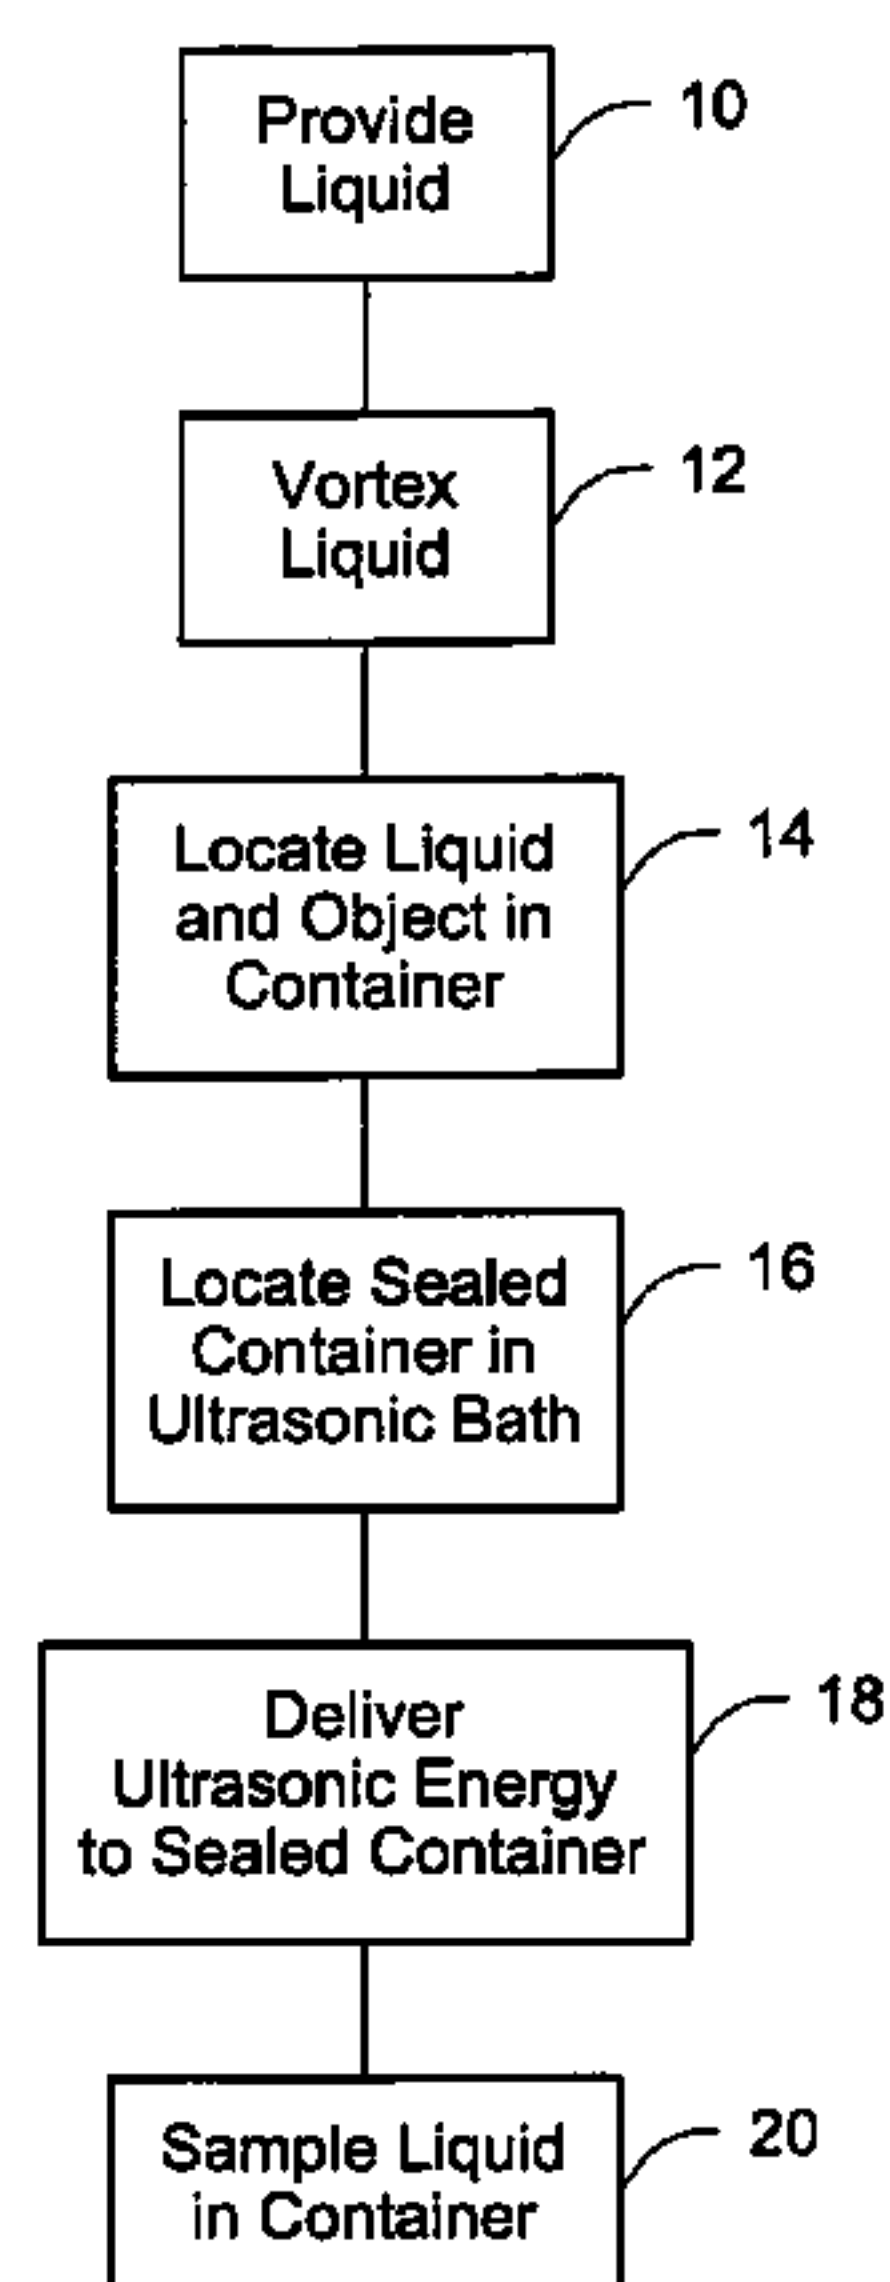 Provide
Liquid
10
Vortex
Liquid
12
Locate Liquid
and Object in
Container
14
Locate Sealed
Container in
Ultrasonic Bath
16
Deliver
Ultrasonic Energy
to Sealed Container
18
Sample Liquid
in Container
20